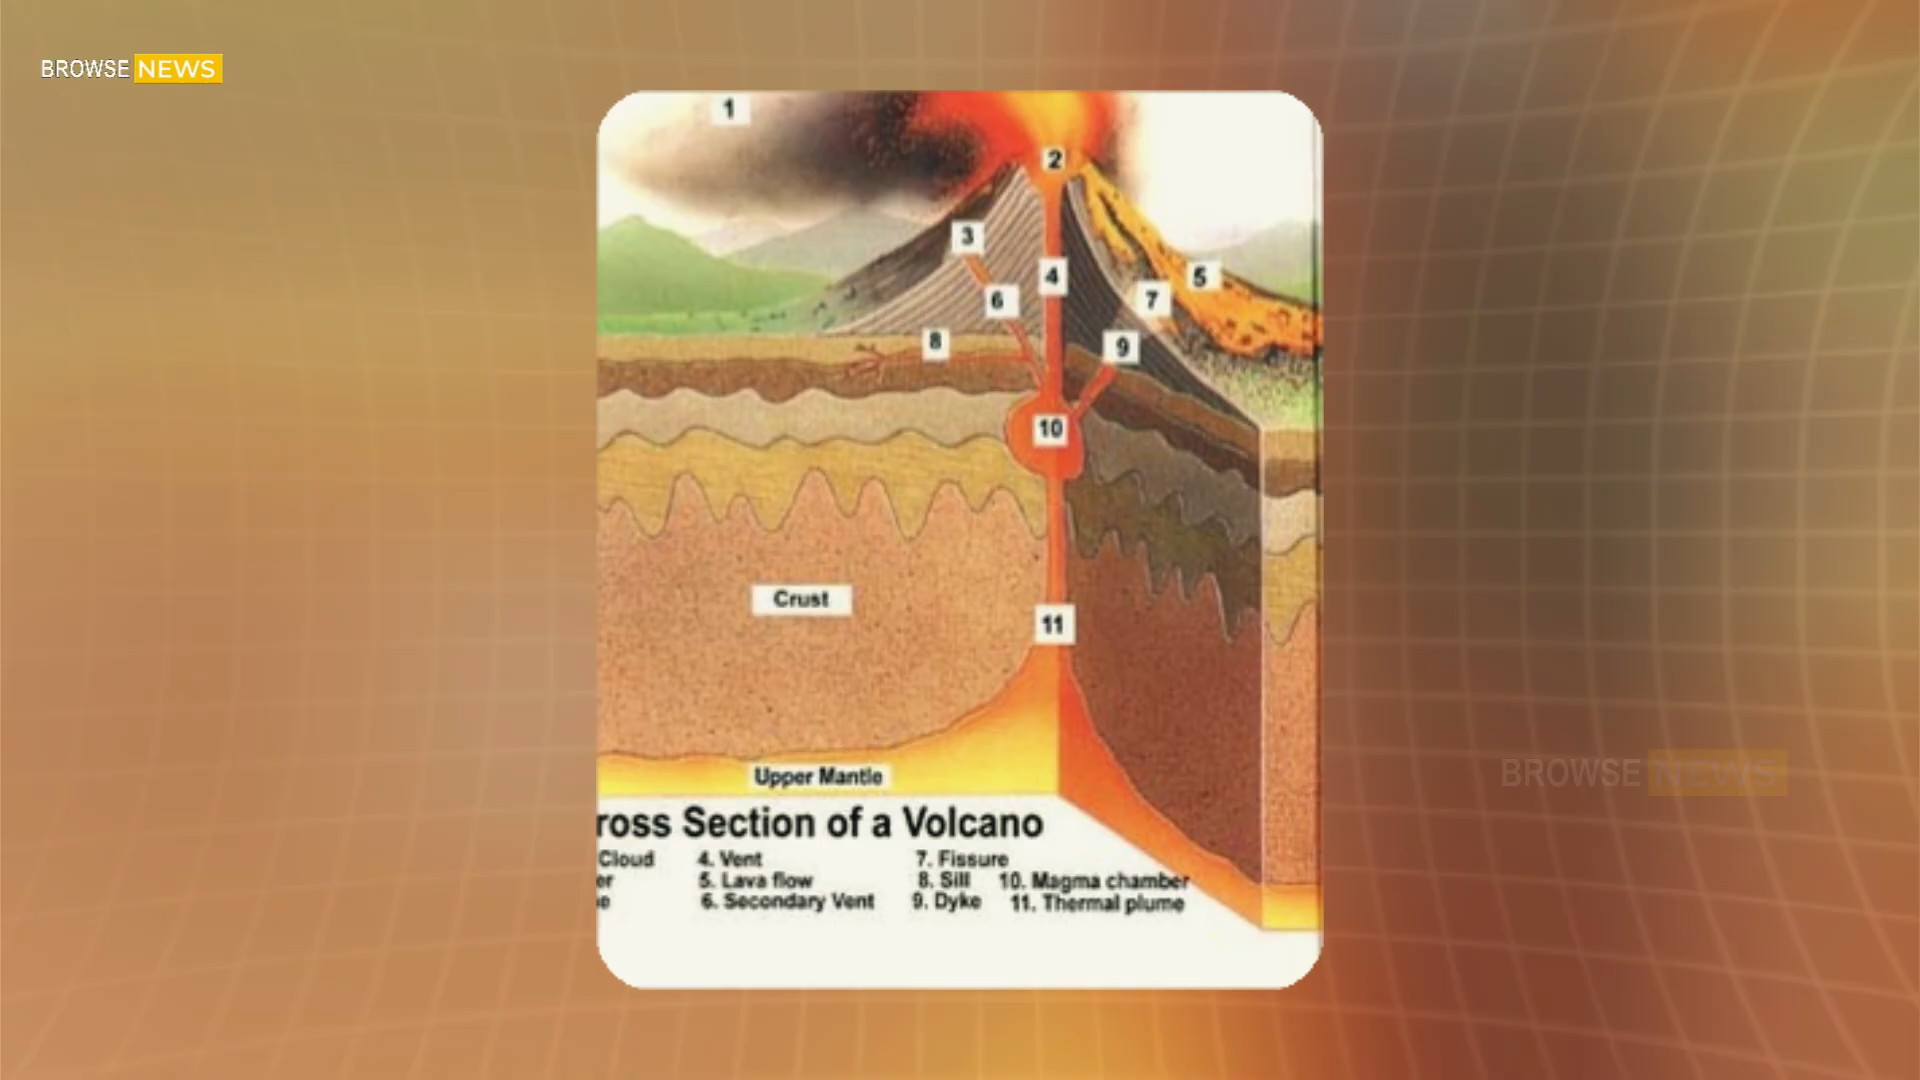 BROWSE NEWS
1
2
3
4
5
6
7
8
9
10
Crust
11
BROWSE NEWS
Upper Mantle
ross Section of a Volcano
Cloud 4. Vent 7. Fissure
er 5. Lava flow 8. Sill 10. Magma chamber
e 6. Secondary Vent 9. Dyke 11. Thermal plume